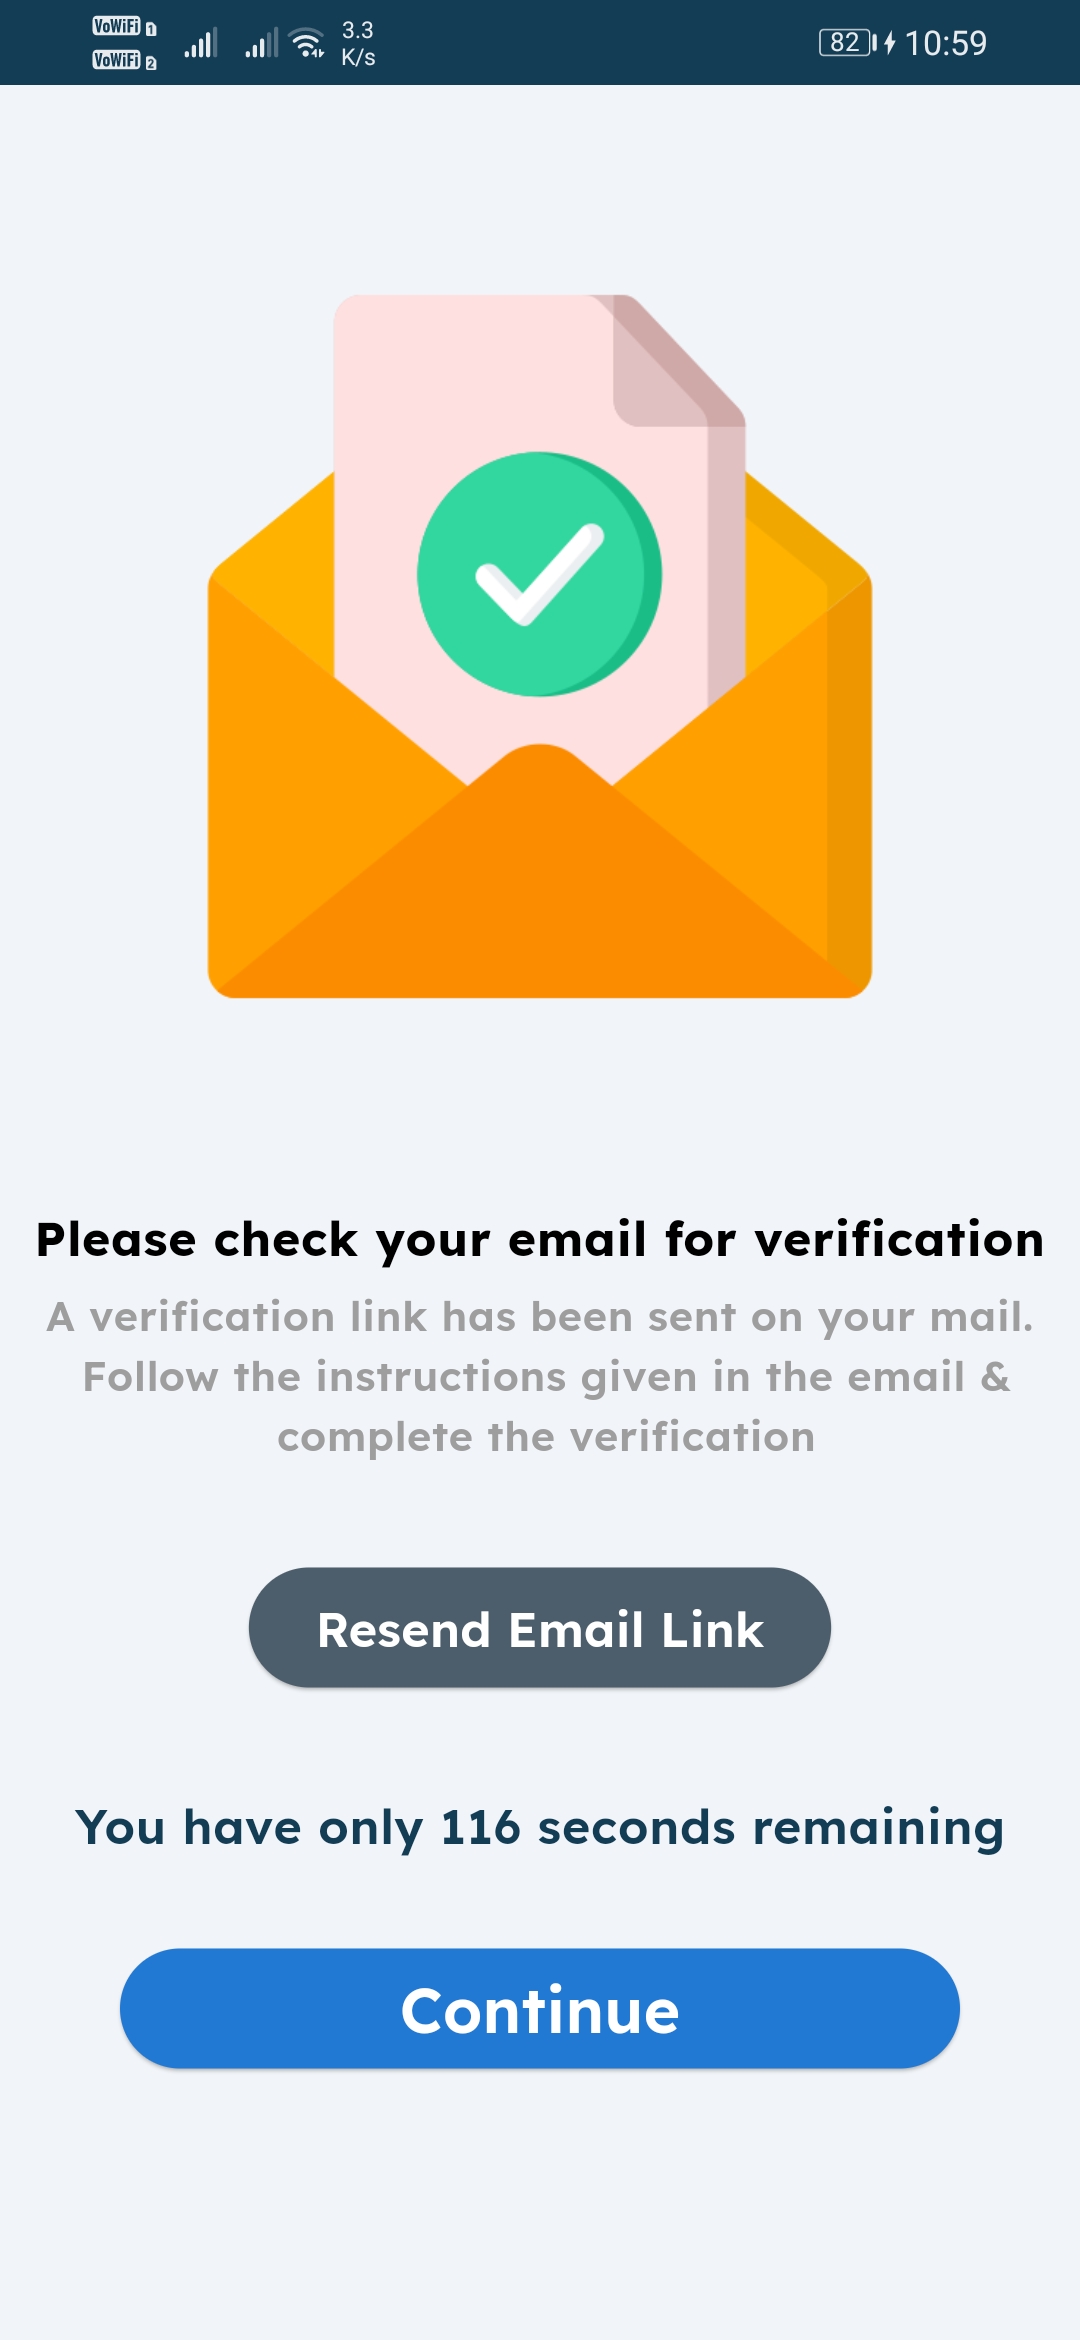 VoWiFi 1
VoWiFi 2
3.3
K/s
82
10:59
Please check your email for verification
A verification link has been sent on your mail.
Follow the instructions given in the email &
complete the verification
Resend Email Link
You have only 116 seconds remaining
Continue